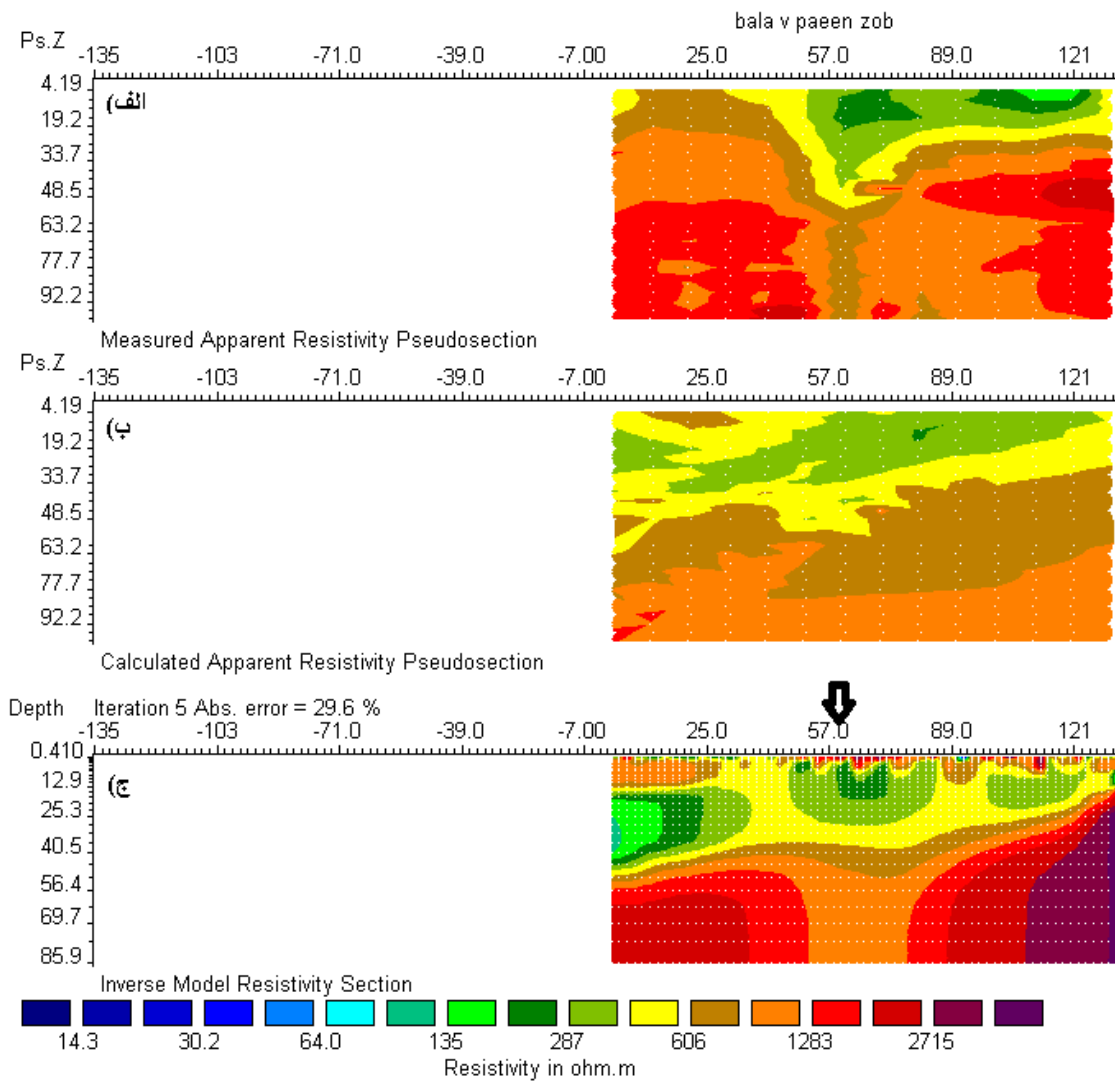 bala v paeen zob
Ps.Z
-135 -103 -71.0 -39.0 -7.00 25.0 57.0 89.0 121
4.19
الف)
19.2
33.7
48.5
63.2
77.7
92.2
Measured Apparent Resistivity Pseudosection
Ps.Z
-135 -103 -71.0 -39.0 -7.00 25.0 57.0 89.0 121
4.19
ب)
19.2
33.7
48.5
63.2
77.7
92.2
Calculated Apparent Resistivity Pseudosection
Depth Iteration 5 Abs. error = 29.6 %
-135 -103 -71.0 -39.0 -7.00 25.0 57.0 89.0 121
0.410
ج)
12.9
25.3
40.5
56.4
69.7
85.9
Inverse Model Resistivity Section
14.3 30.2 64.0 135 287 606 1283 2715
Resistivity in ohm.m